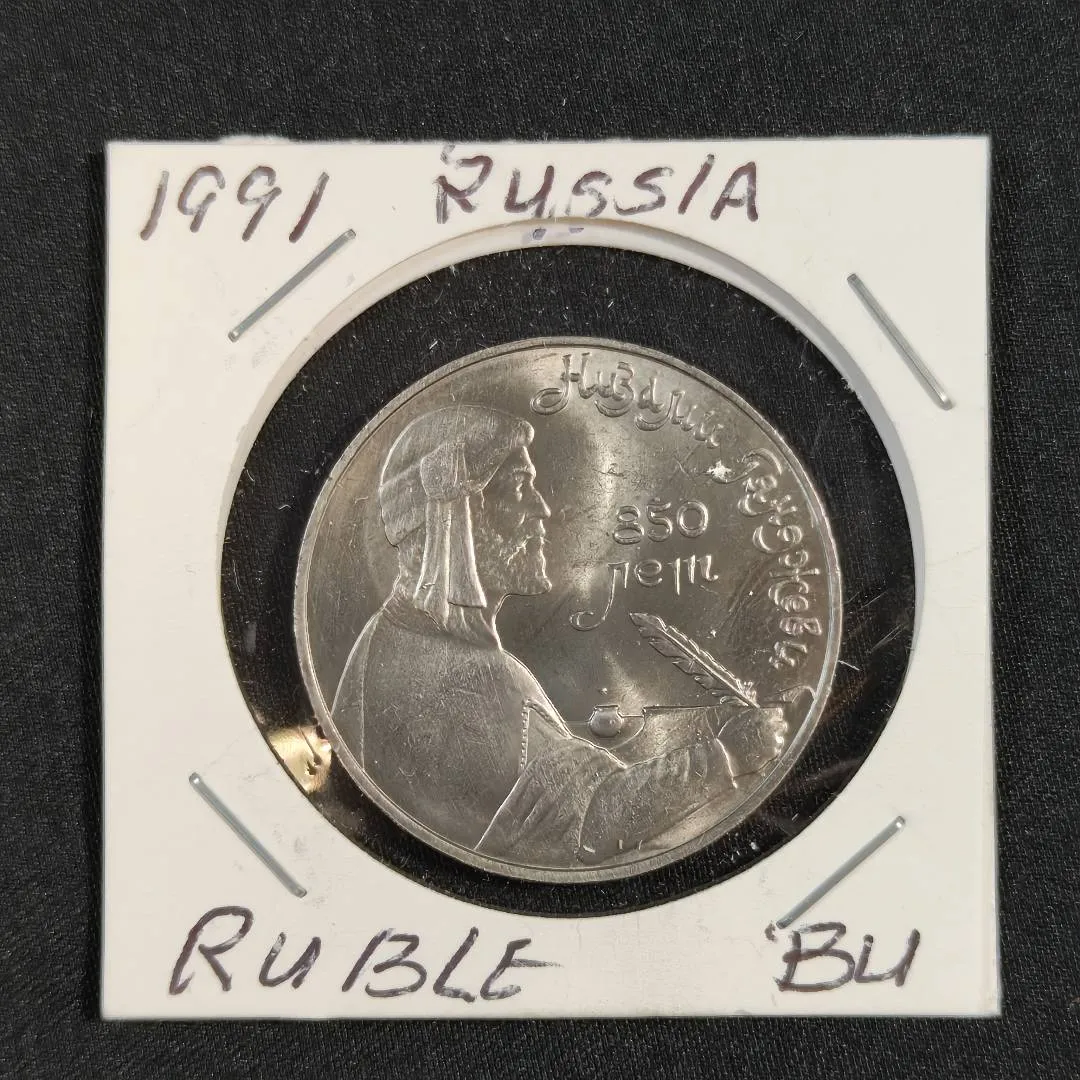 1991 RUSSIA
Низами Гянджеви
850
лет
RUBLE BU